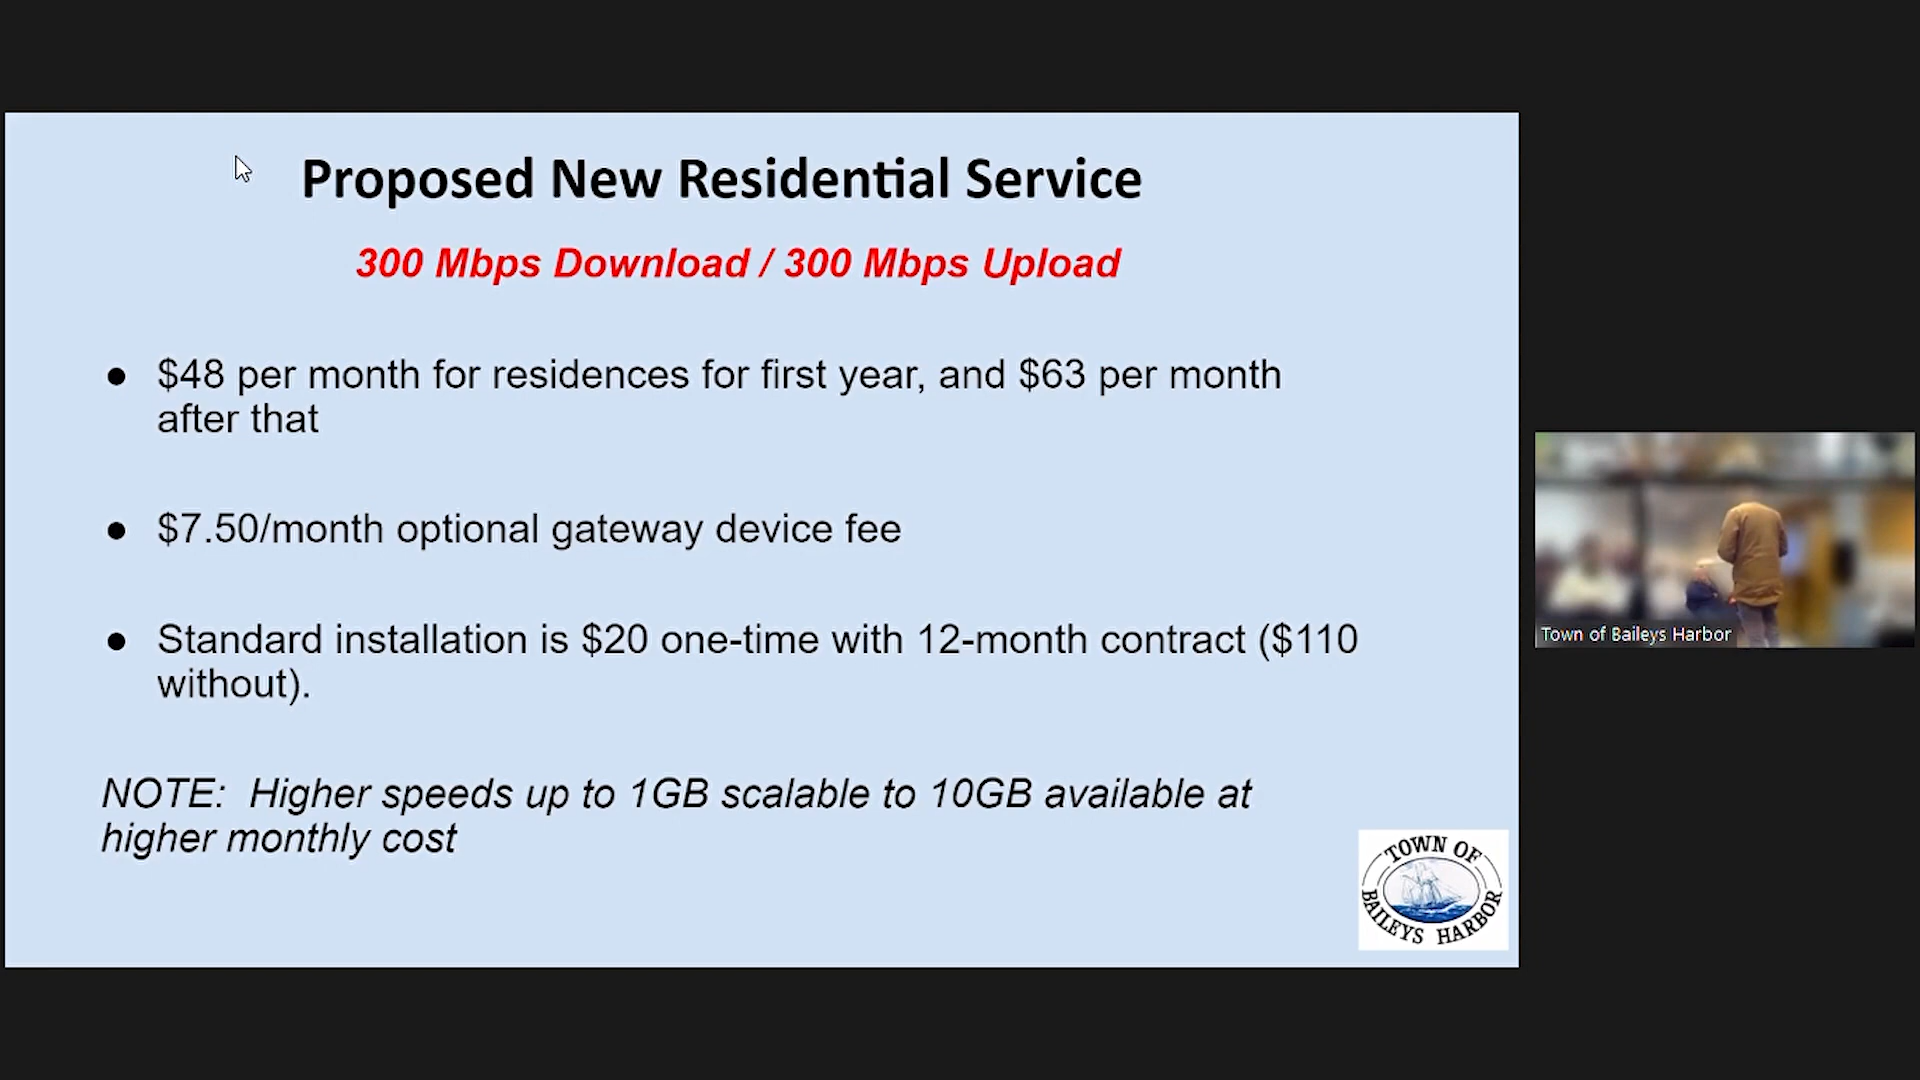 Proposed New Residential Service
300 Mbps Download / 300 Mbps Upload
● $48 per month for residences for first year, and $63 per month
after that
● $7.50/month optional gateway device fee
● Standard installation is $20 one-time with 12-month contract ($110
without).
NOTE:  Higher speeds up to 1GB scalable to 10GB available at
higher monthly cost
TOWN OF
BAILEYS HARBOR
Town of Baileys Harbor